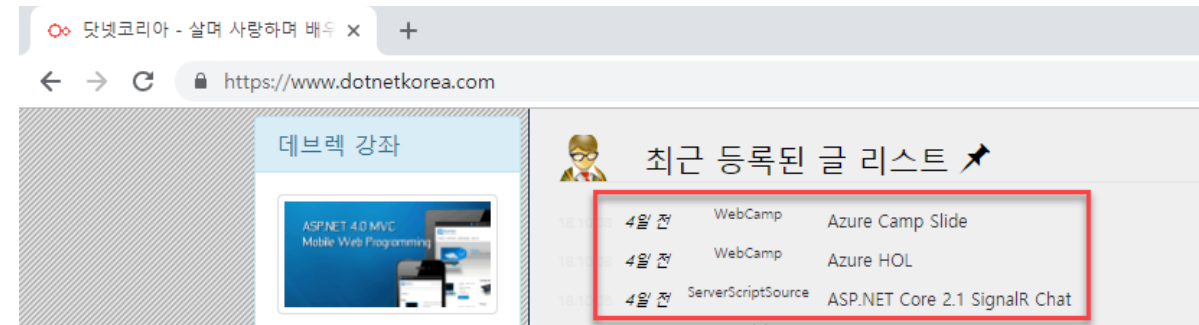 닷넷코리아 - 살며 사랑하며 배우
https://www.dotnetkorea.com
데브렉 강좌
ASP.NET 4.0 MVC
Mobile Web Programming
최근 등록된 글 리스트
4일 전 WebCamp Azure Camp Slide
4일 전 WebCamp Azure HOL
4일 전 ServerScriptSource ASP.NET Core 2.1 SignalR Chat